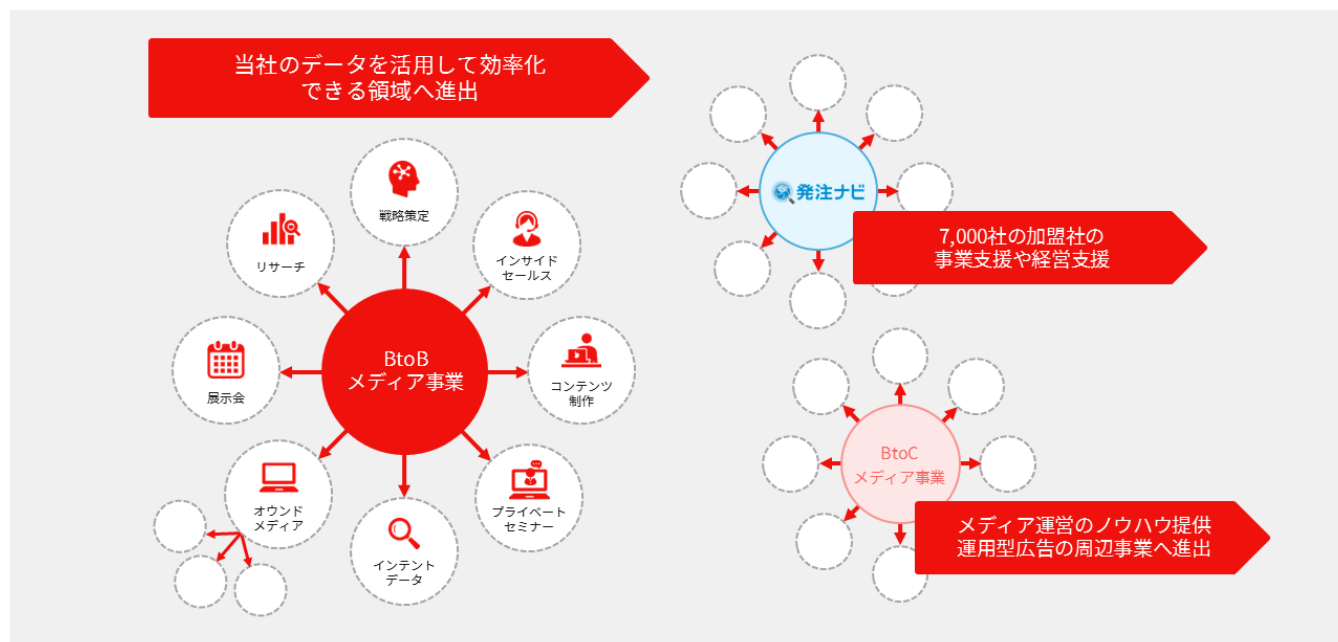 当社のデータを活用して効率化
できる領域へ進出
戦略策定
リサーチ
インサイド
セールス
BtoB
メディア事業
展示会
コンテンツ
制作
オウンド
メディア
プライベート
セミナー
インテント
データ
発注ナビ
7,000社の加盟社の
事業支援や経営支援
BtoC
メディア事業
メディア運営のノウハウ提供
運用型広告の周辺事業へ進出